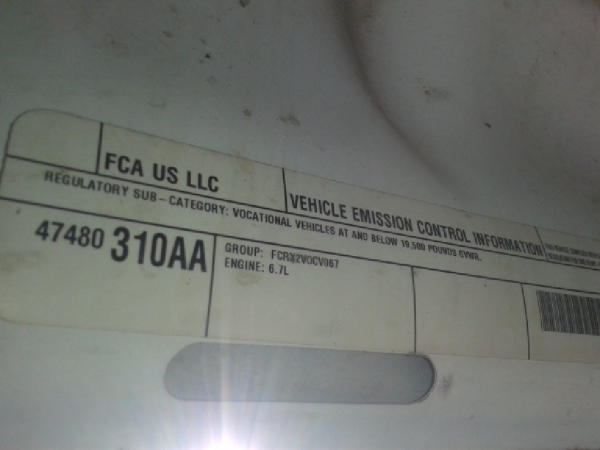 FCA US LLC
VEHICLE EMISSION CONTROL INFORMATION
REGULATORY SUB-CATEGORY: VOCATIONAL VEHICLES AT AND BELOW 19,500 POUNDS GVWR.
47480 310AA
GROUP: FCRX2VOCV067
ENGINE: 6.7L